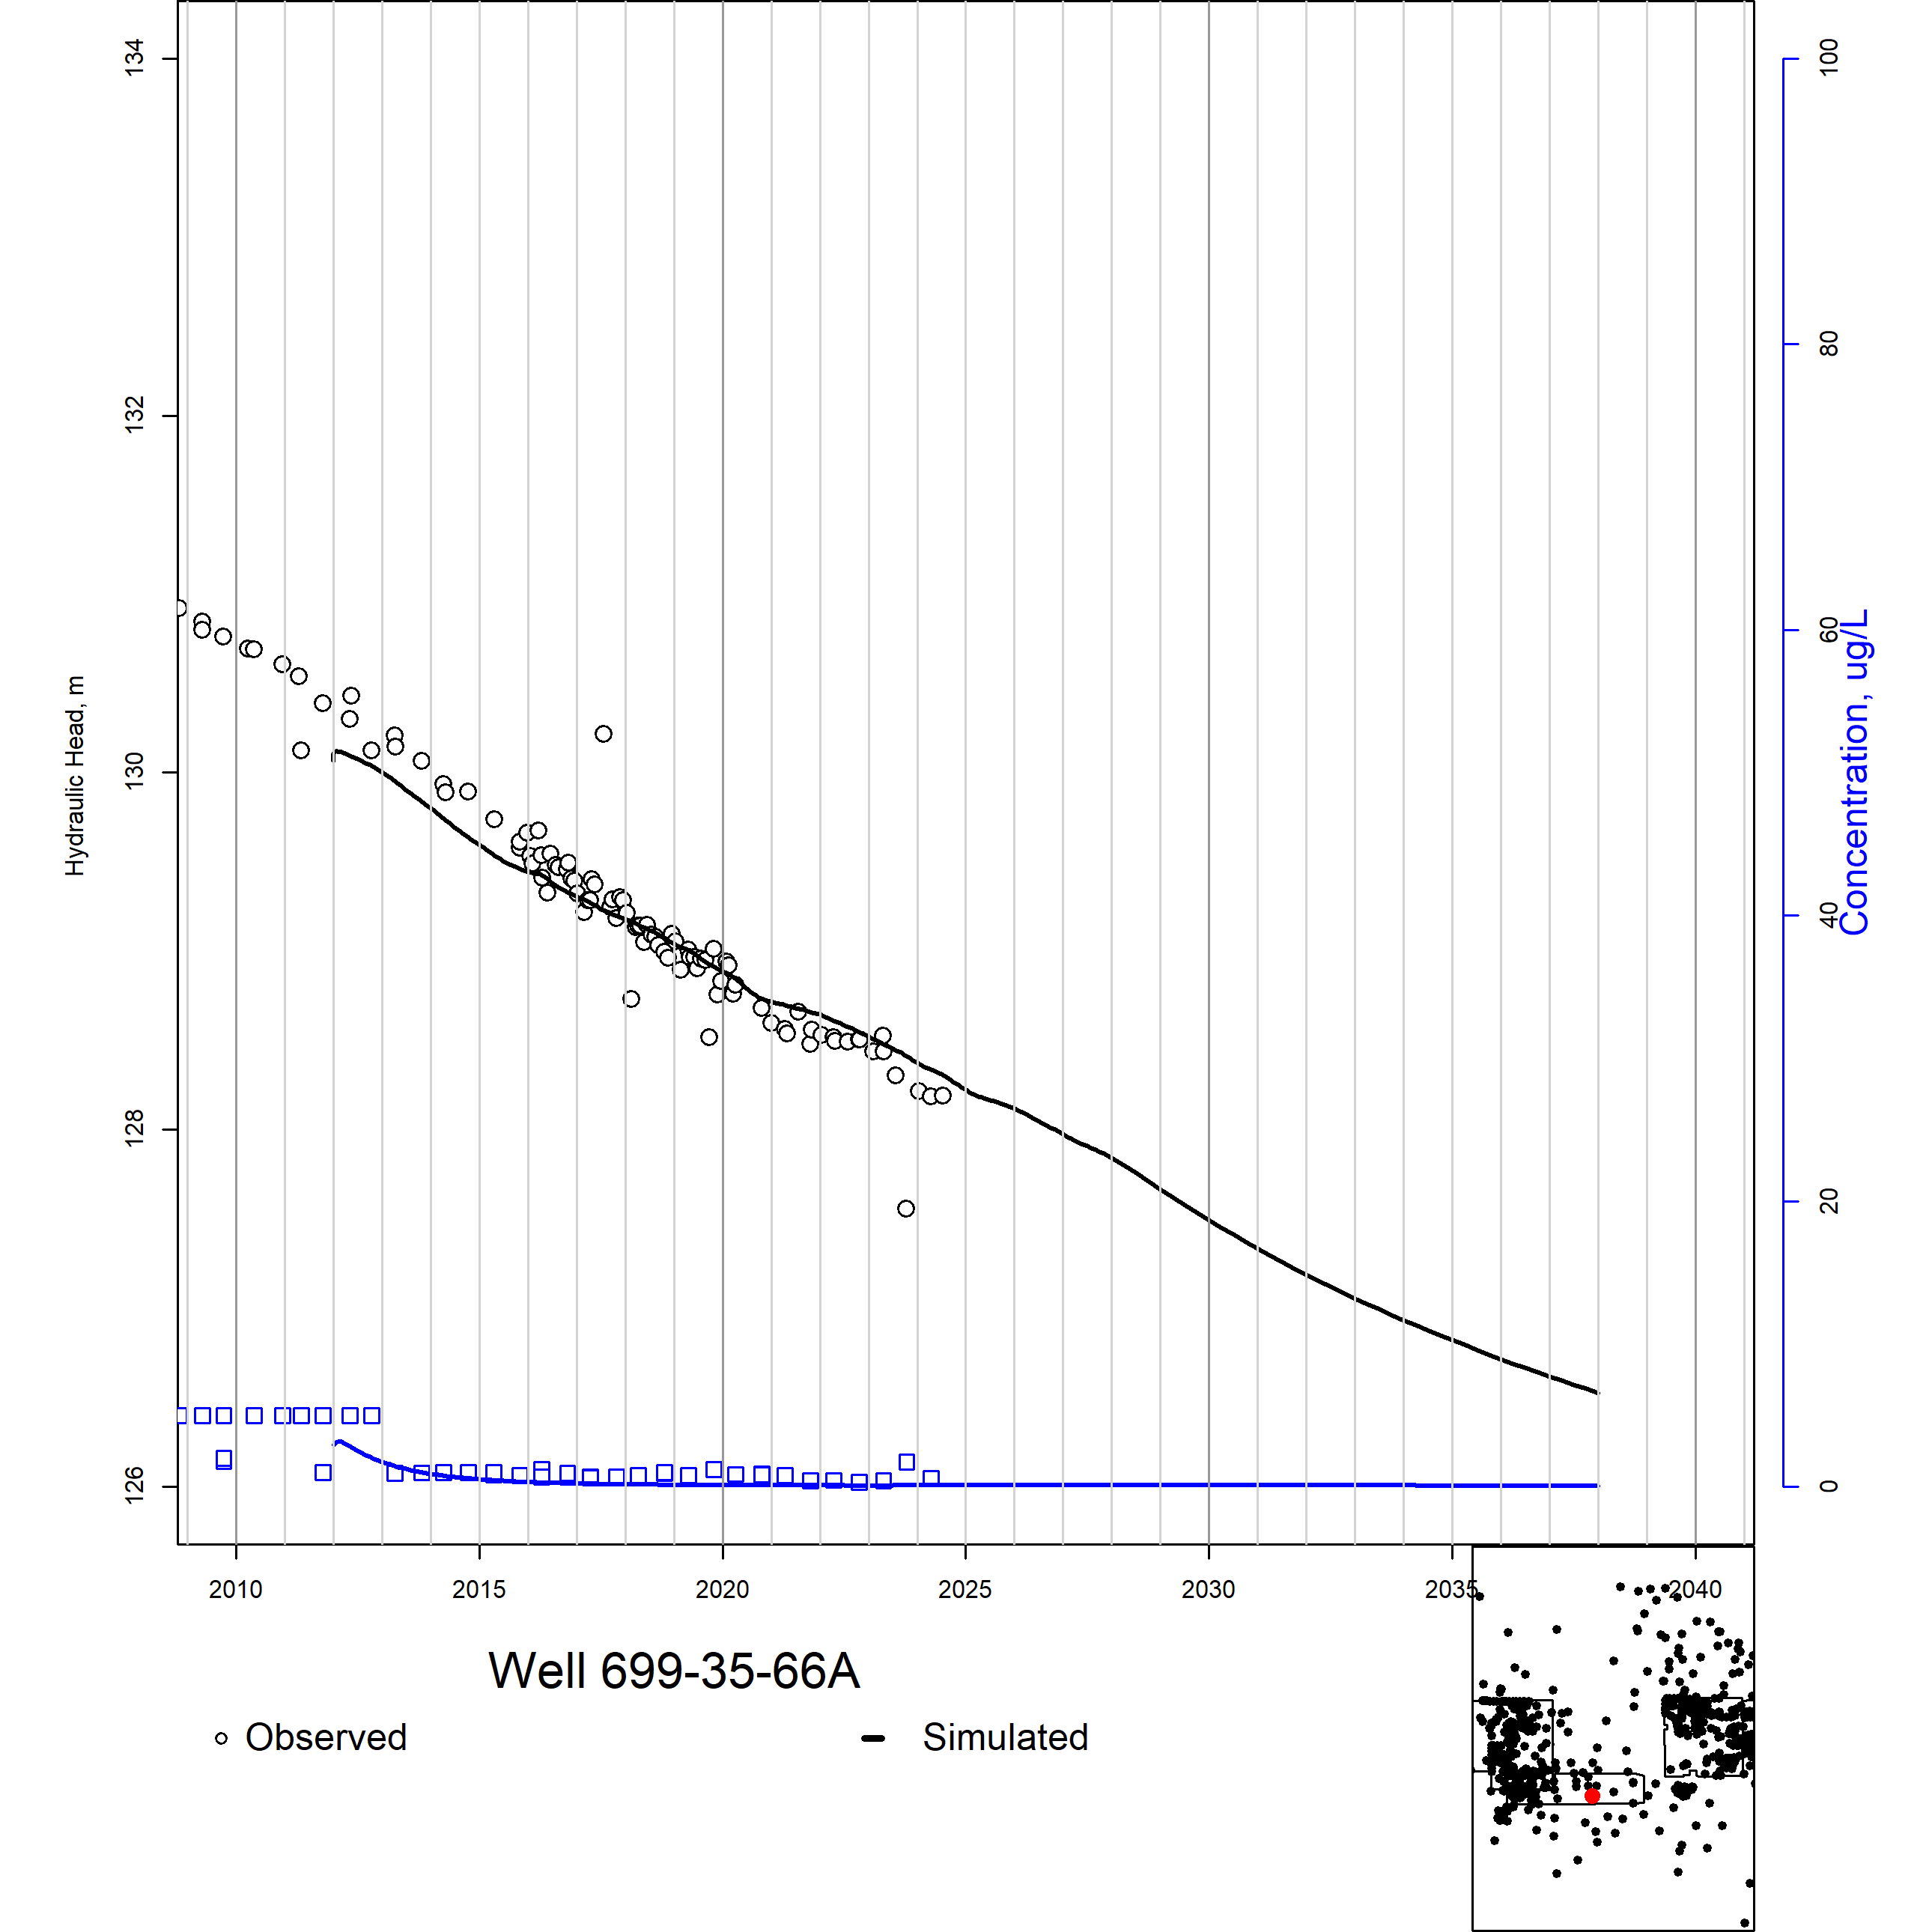 134
132
130
128
126
Hydraulic Head, m
100
80
60
40
20
0
Concentration, ug/L
2010 2015 2020 2025 2030 2035 2040
Well 699-35-66A
Observed Simulated